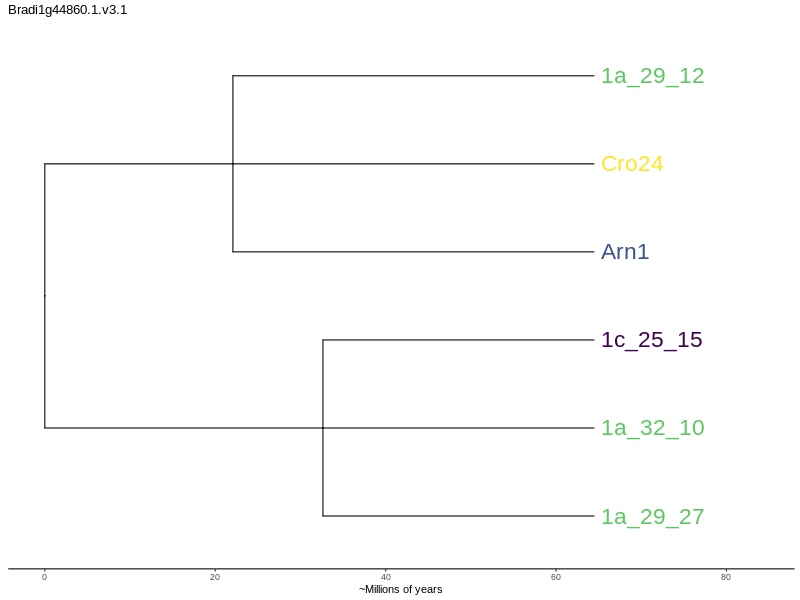 Bradi1g44860.1.v3.1
1a_29_12
Cro24
Arn1
1c_25_15
1a_32_10
1a_29_27
0 20 40 60 80
~Millions of years